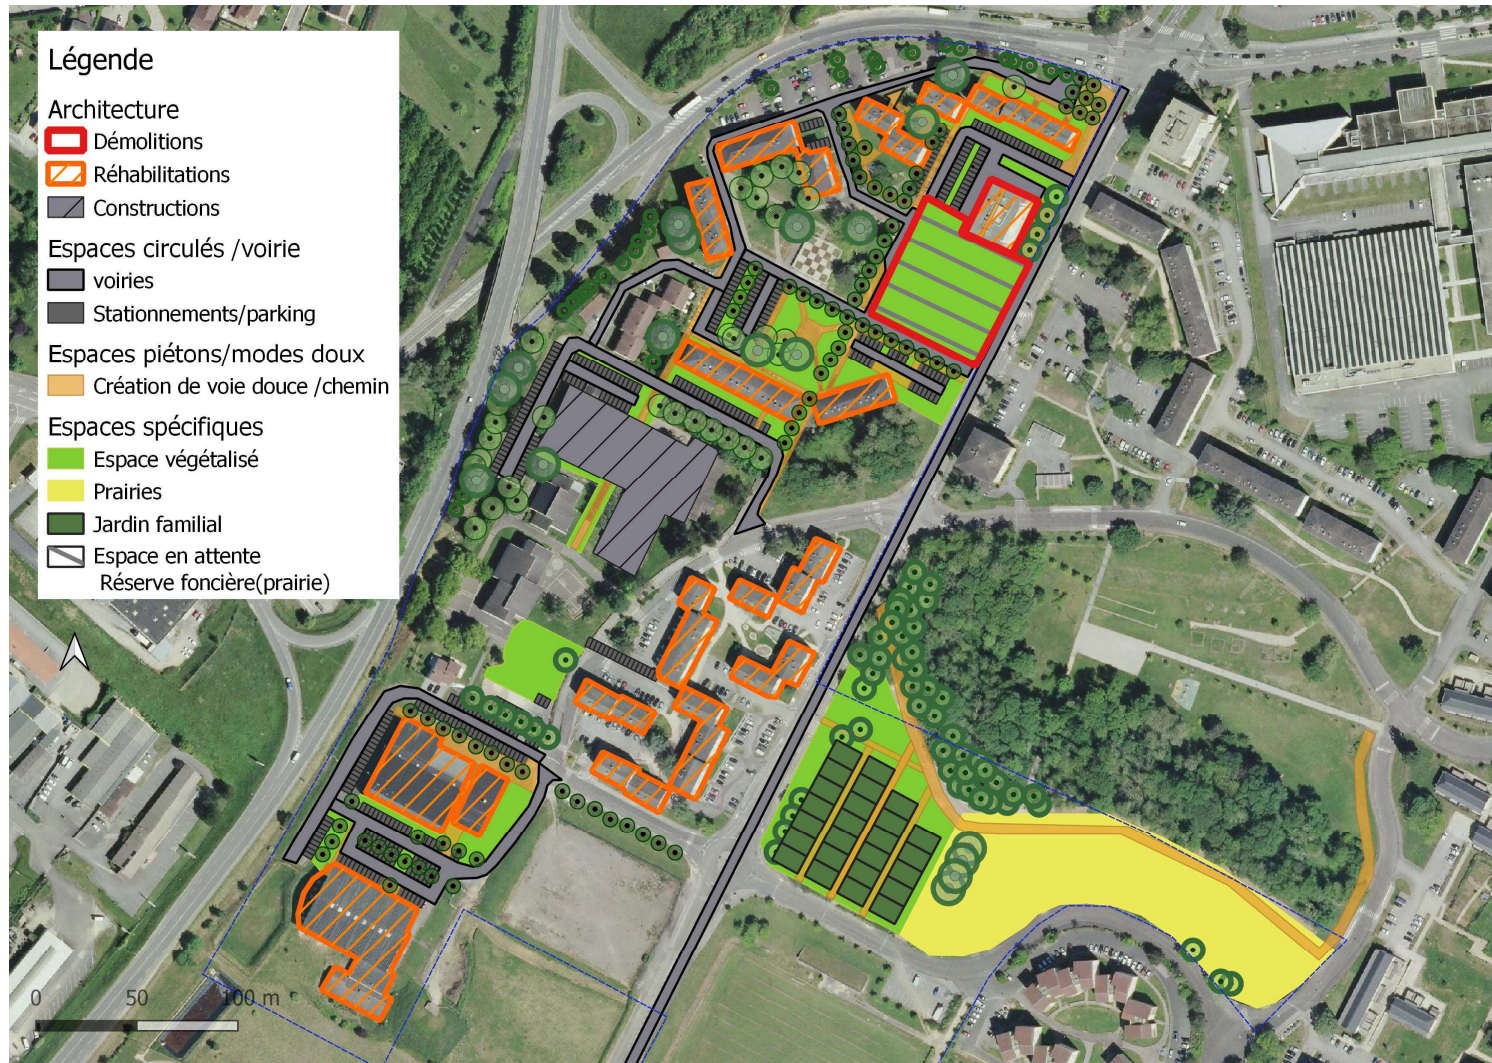 Légende
Architecture
Démolitions
Réhabilitations
Constructions
Espaces circulés /voirie
voiries
Stationnements/parking
Espaces piétons/modes doux
Création de voie douce /chemin
Espaces spécifiques
Espace végétalisé
Prairies
Jardin familial
Espace en attente
Réserve foncière(prairie)
0 50 100 m